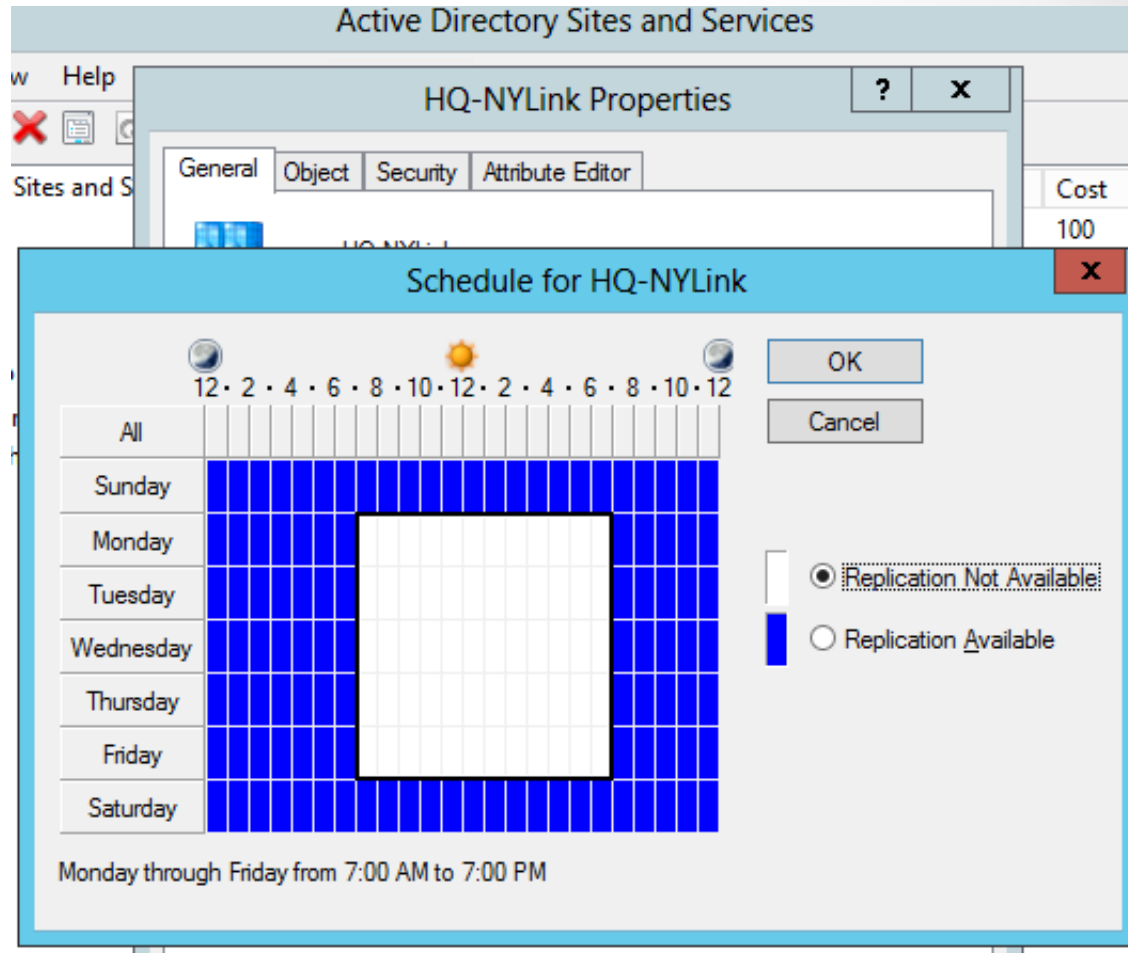 Active Directory Sites and Services
w Help
HQ-NYLink Properties ? x
General Object Security Attribute Editor
Sites and S
Cost
100
Schedule for HQ-NYLink x
12 · 2 · 4 · 6 · 8 · 10 · 12 · 2 · 4 · 6 · 8 · 10 · 12
OK
All
Cancel
Sunday
Monday
Replication Not Available
Tuesday
Replication Available
Wednesday
Thursday
Friday
Saturday
Monday through Friday from 7:00 AM to 7:00 PM